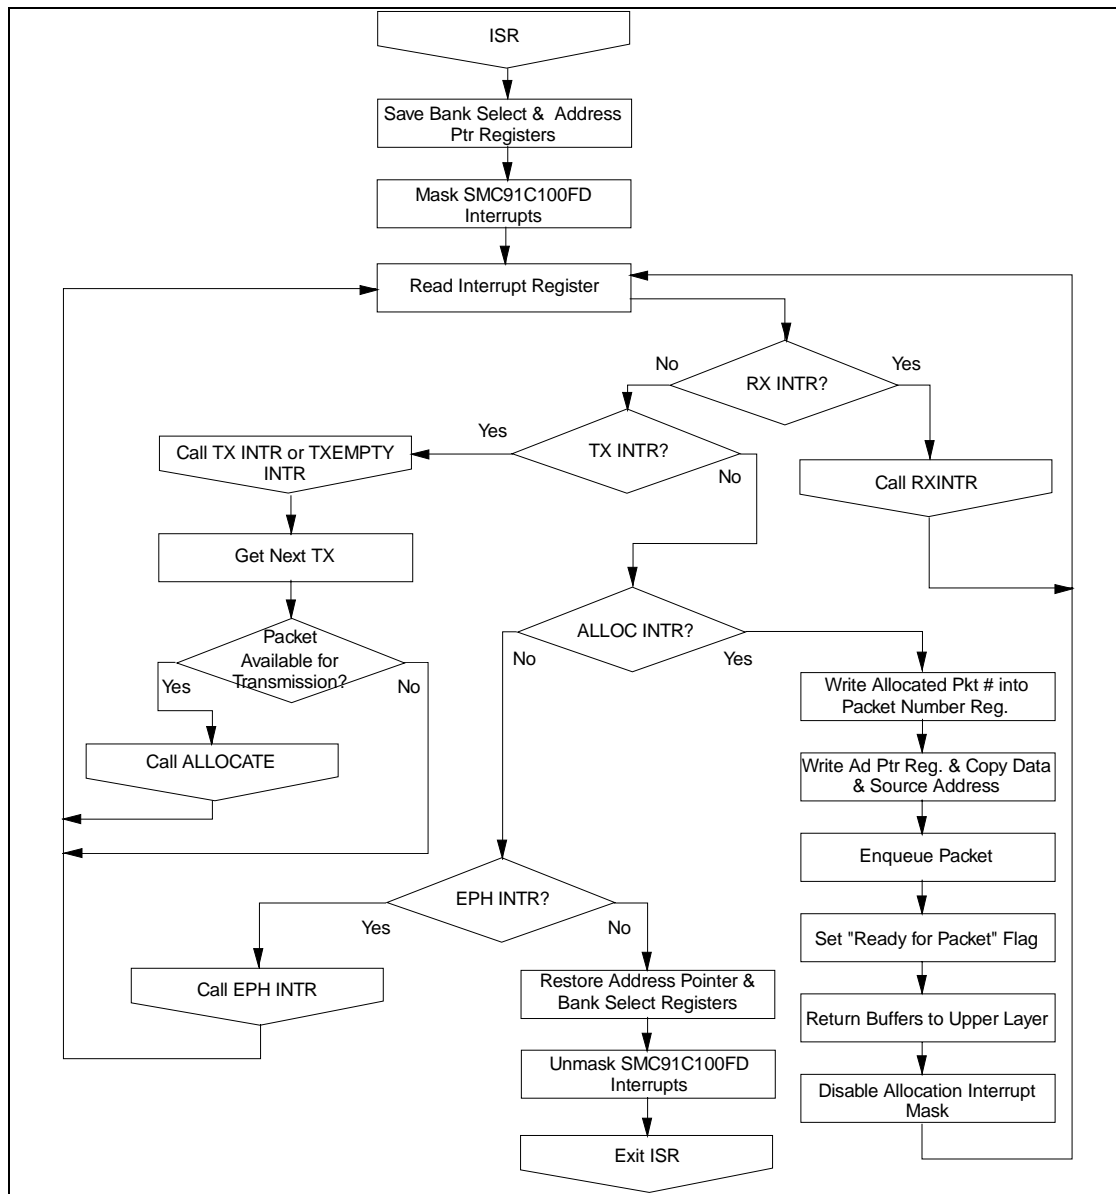 ISR
Save Bank Select & Address
Ptr Registers
Mask SMC91C100FD
Interrupts
Read Interrupt Register
No
RX INTR?
Yes
Yes
TX INTR?
No
Call TX INTR or TXEMPTY
INTR
Call RXINTR
Get Next TX
ALLOC INTR?
No
Yes
Packet
Available for
Transmission?
Yes
No
Write Allocated Pkt # into
Packet Number Reg.
Call ALLOCATE
Write Ad Ptr Reg. & Copy Data
& Source Address
Enqueue Packet
EPH INTR?
Yes
No
Set "Ready for Packet" Flag
Call EPH INTR
Restore Address Pointer &
Bank Select Registers
Return Buffers to Upper Layer
Unmask SMC91C100FD
Interrupts
Disable Allocation Interrupt
Mask
Exit ISR